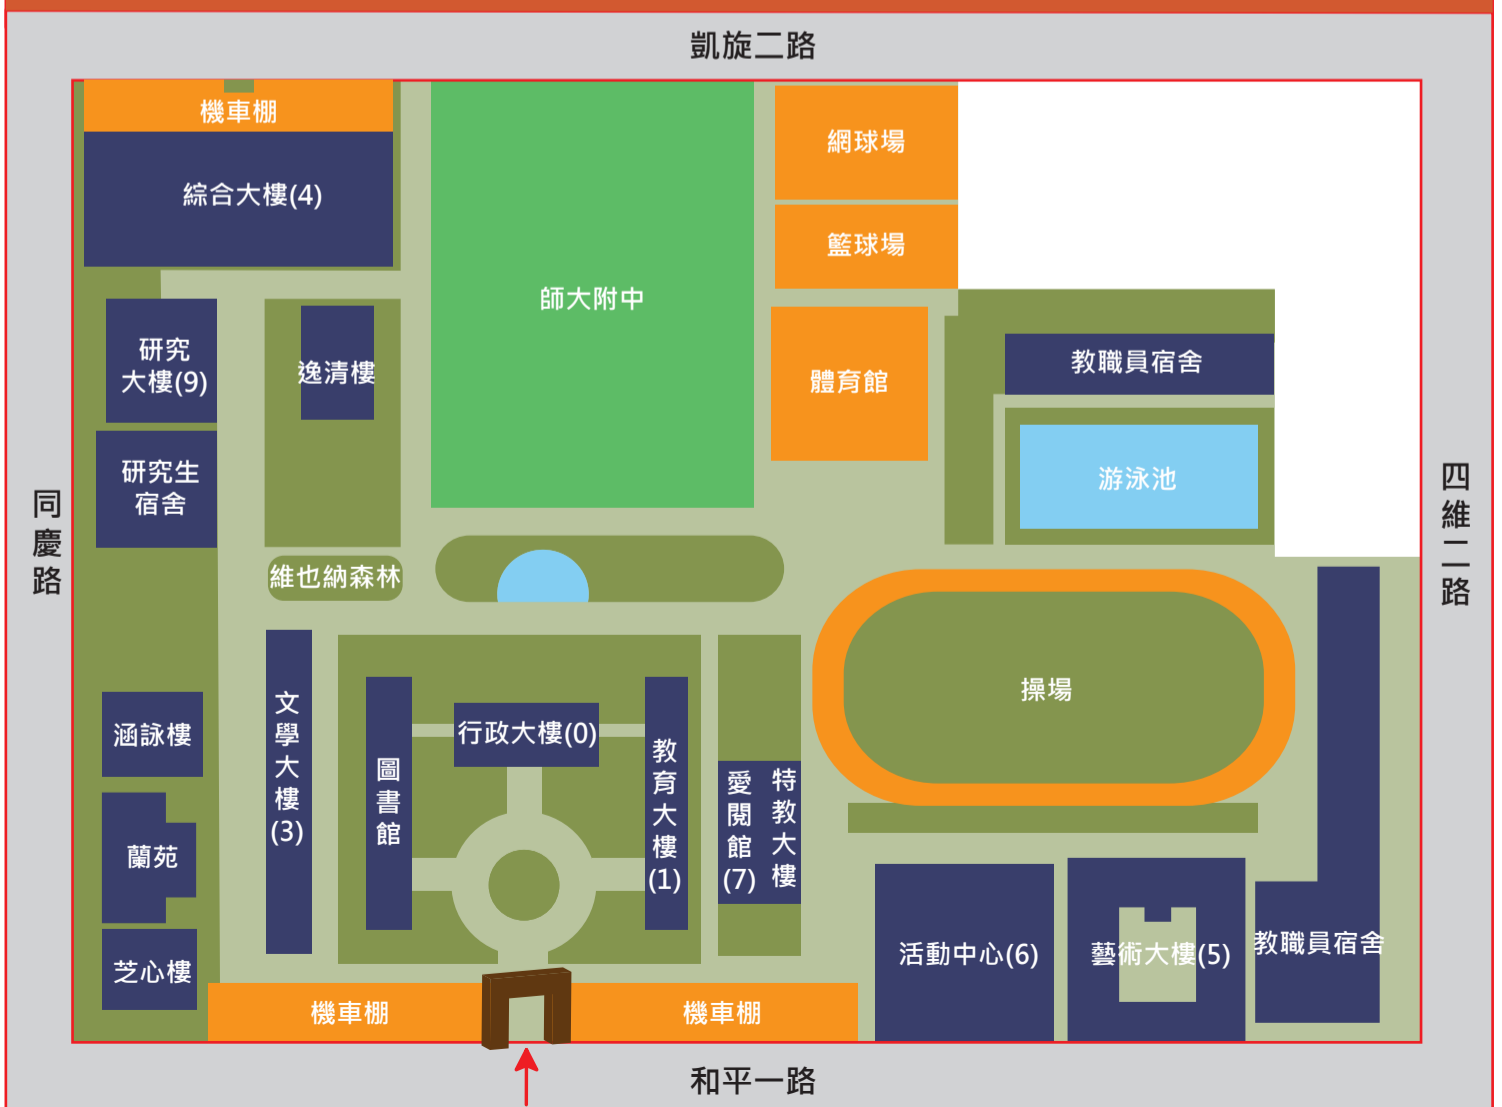 凱旋二路
機車棚
網球場
綜合大樓(4)
籃球場
師大附中
研究
大樓(9)
逸清樓
體育館
教職員宿舍
研究生
宿舍
游泳池
同慶路
四維二路
維也納森林
操場
涵詠樓
文學大樓(3)
圖書館
行政大樓(0)
教育大樓(1)
愛閱館(7)
特教大樓
蘭苑
芝心樓
活動中心(6)
藝術大樓(5)
教職員宿舍
機車棚
機車棚
和平一路